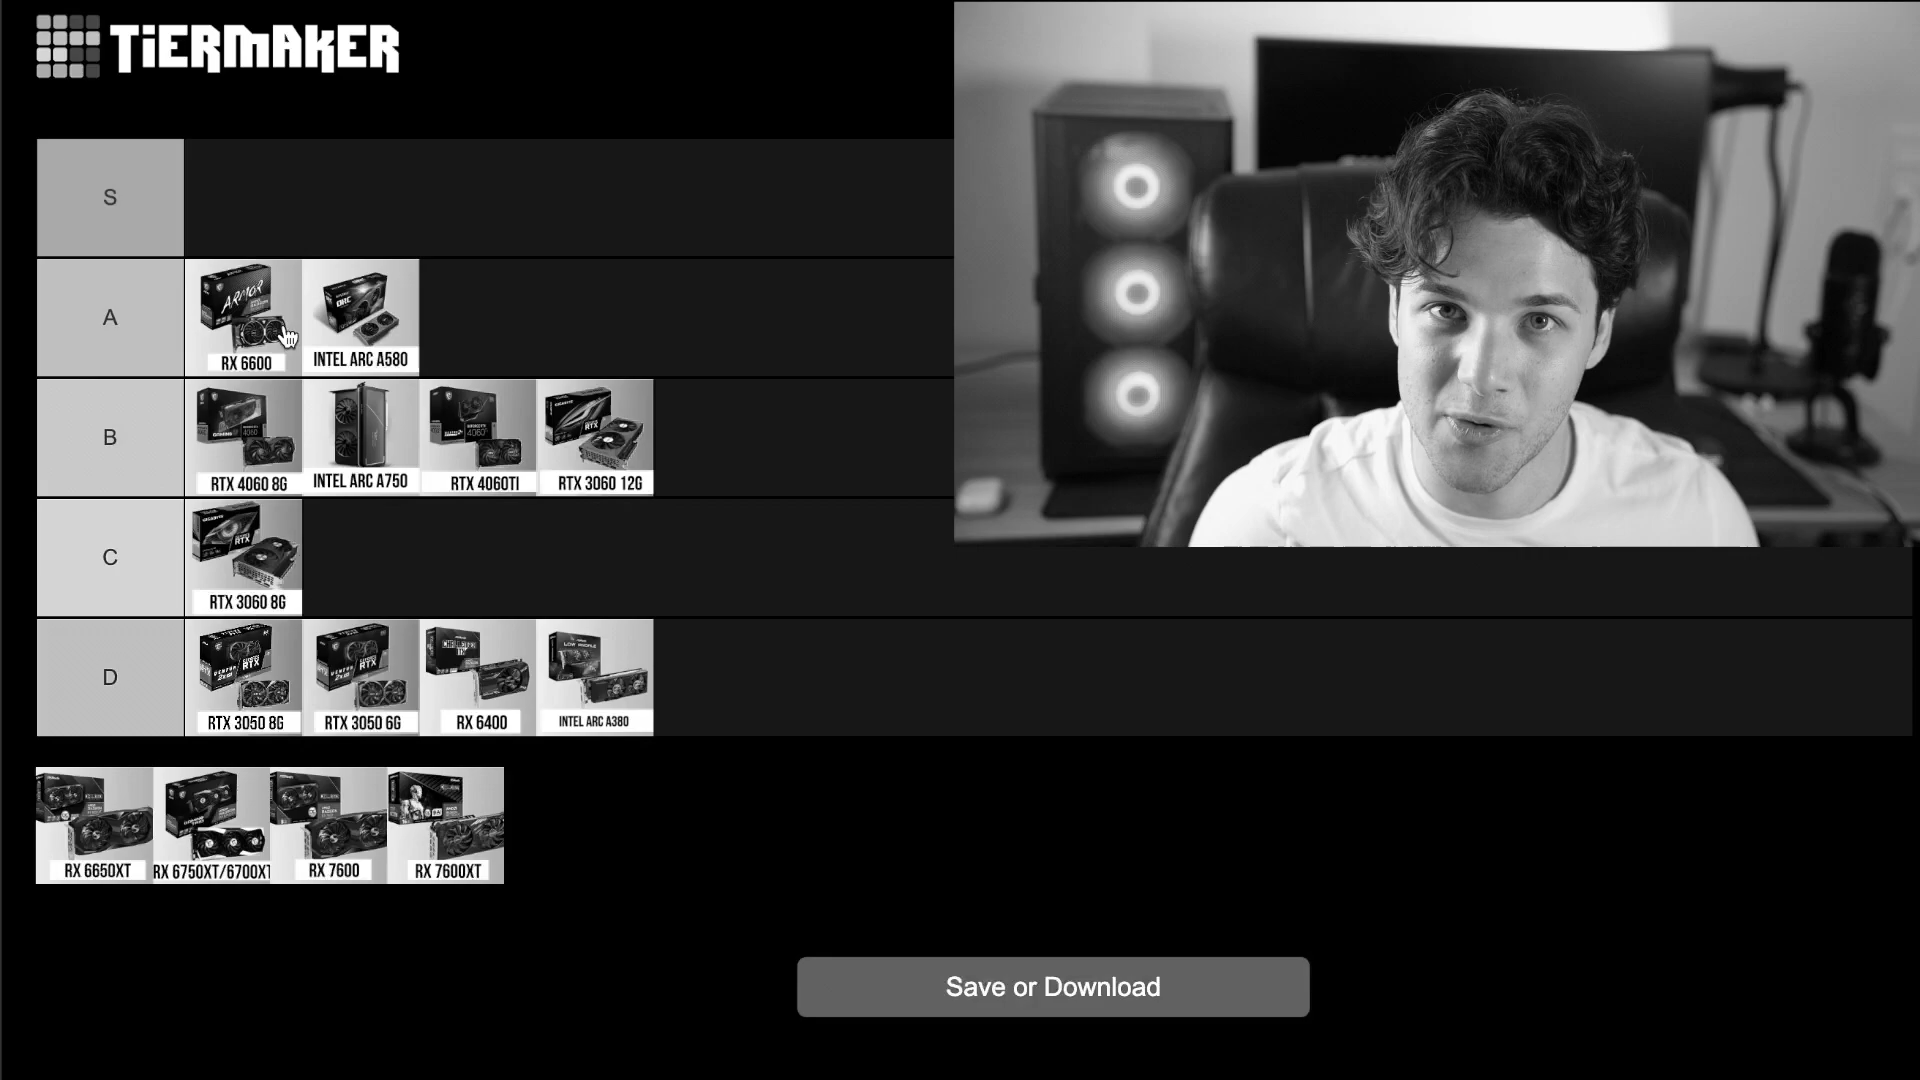 TiERMAKER
S
A
ARMOR
RX 6600
INTEL ARC A580
B
RTX 4060 8G
INTEL ARC A750
RTX 4060TI
RTX 3060 12G
C
RTX 3060 8G
D
RTX 3050 8G
RTX 3050 6G
RX 6400
INTEL ARC A380
RX 6650XT
RX 6750XT/6700XT
RX 7600
RX 7600XT
Save or Download